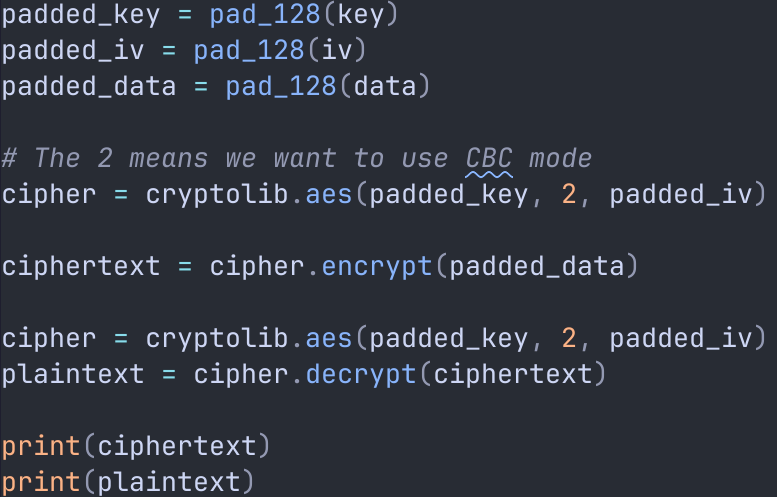 padded_key = pad_128(key)
padded_iv = pad_128(iv)
padded_data = pad_128(data)
# The 2 means we want to use CBC mode
cipher = cryptolib.aes(padded_key, 2, padded_iv)
ciphertext = cipher.encrypt(padded_data)
cipher = cryptolib.aes(padded_key, 2, padded_iv)
plaintext = cipher.decrypt(ciphertext)
print(ciphertext)
print(plaintext)